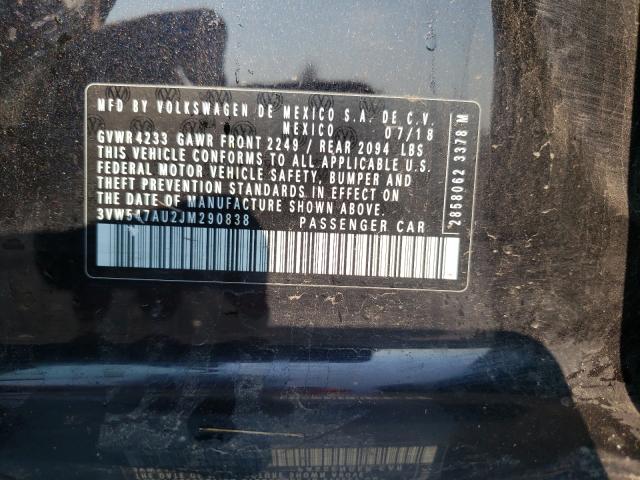 MFD BY VOLKSWAGEN DE MEXICO S.A. DE C.V.
MEXICO 07/18
GVWR4233 GAWR FRONT 2249 / REAR 2094 LBS
THIS VEHICLE CONFORMS TO ALL APPLICABLE U.S.
FEDERAL MOTOR VEHICLE SAFETY, BUMPER AND
THEFT PREVENTION STANDARDS IN EFFECT ON
THE DATE OF MANUFACTURE SHOWN ABOVE.
3VW547AU2JM290838 PASSENGER CAR
2858062 3378 M